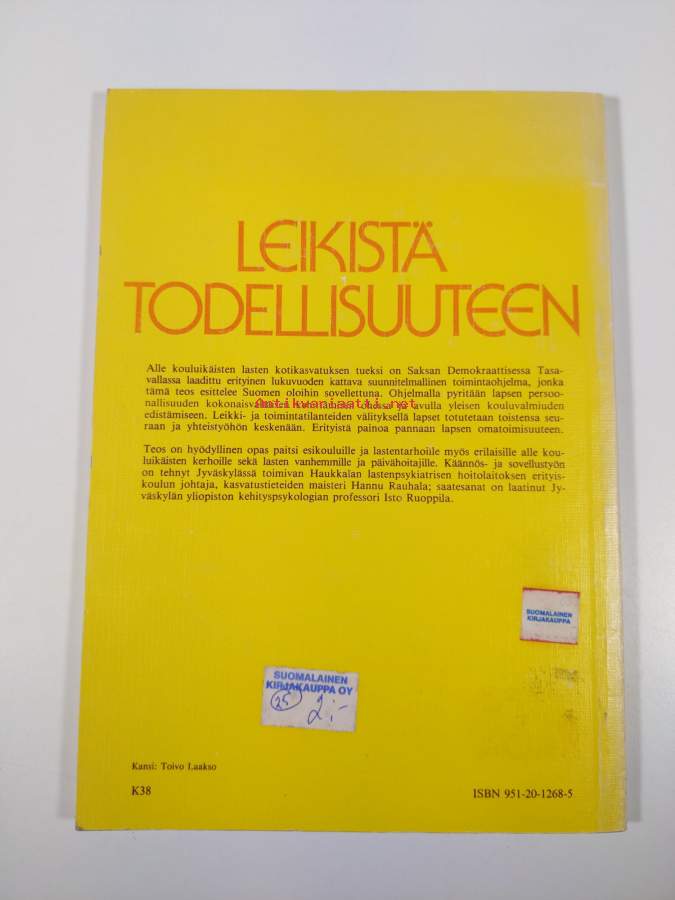 LEIKISTÄ
TODELLISUUTEEN
Alle kouluikäisten lasten kotikasvatuksen tueksi on Saksan Demokraattisessa Tasa-
vallassa laadittu erityinen lukuvuoden kattava suunnitelmallinen toimintaohjelma, jonka
tämä teos esittelee Suomen oloihin sovellettuna. Ohjelmalla pyritään lapsen persoo-
nallisuuden ja avulla yleisen kouluvalmiuden
Antikvariaatti.net
edistämiseen. Leikki- ja toimintatilanteiden välityksellä lapset totutetaan toistensa seu-
raan ja yhteistyöhön keskenään. Erityistä painoa pannaan lapsen omatoimisuuteen.
Teos on hyödyllinen opas paitsi esikouluille ja lastentarhoille myös erilaisille alle kou-
luikäisten kerhoille sekä lasten vanhemmille ja päivähoitajille. Käännös- ja sovellustyön
on tehnyt Jyväskylässä toimivan Haukkalan lastenpsykiatrisen hoitolaitoksen erityis-
koulun johtaja, kasvatustieteiden maisteri Hannu Rauhala; saatesanat on laatinut Jy-
väskylän yliopiston kehityspsykologian professori Isto Ruoppila.
SUOMALAINEN
KIRJAKAUPPA
SUOMALAINEN
KIRJAKAUPPA OY
25 2:-
Kansi: Toivo Laakso
K38 ISBN 951-20-1268-5